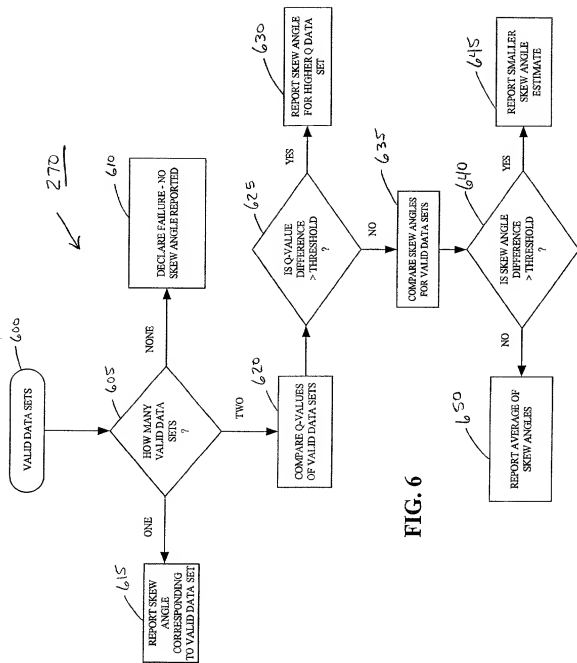 600
VALID DATA SETS
270
605
HOW MANY
VALID DATA
SETS
?
NONE
610
DECLARE FAILURE - NO
SKEW ANGLE REPORTED
ONE
615
REPORT SKEW
ANGLE
CORRESPONDING
TO VALID DATA SET
TWO
620
COMPARE Q-VALUES
OF VALID DATA SETS
625
IS Q-VALUE
DIFFERENCE
> THRESHOLD
?
YES
630
REPORT SKEW ANGLE
FOR HIGHER Q DATA
SET
NO
635
COMPARE SKEW ANGLES
FOR VALID DATA SETS
640
IS SKEW ANGLE
DIFFERENCE
> THRESHOLD
?
YES
645
REPORT SMALLER
SKEW ANGLE
ESTIMATE
NO
650
REPORT AVERAGE OF
SKEW ANGLES
FIG. 6